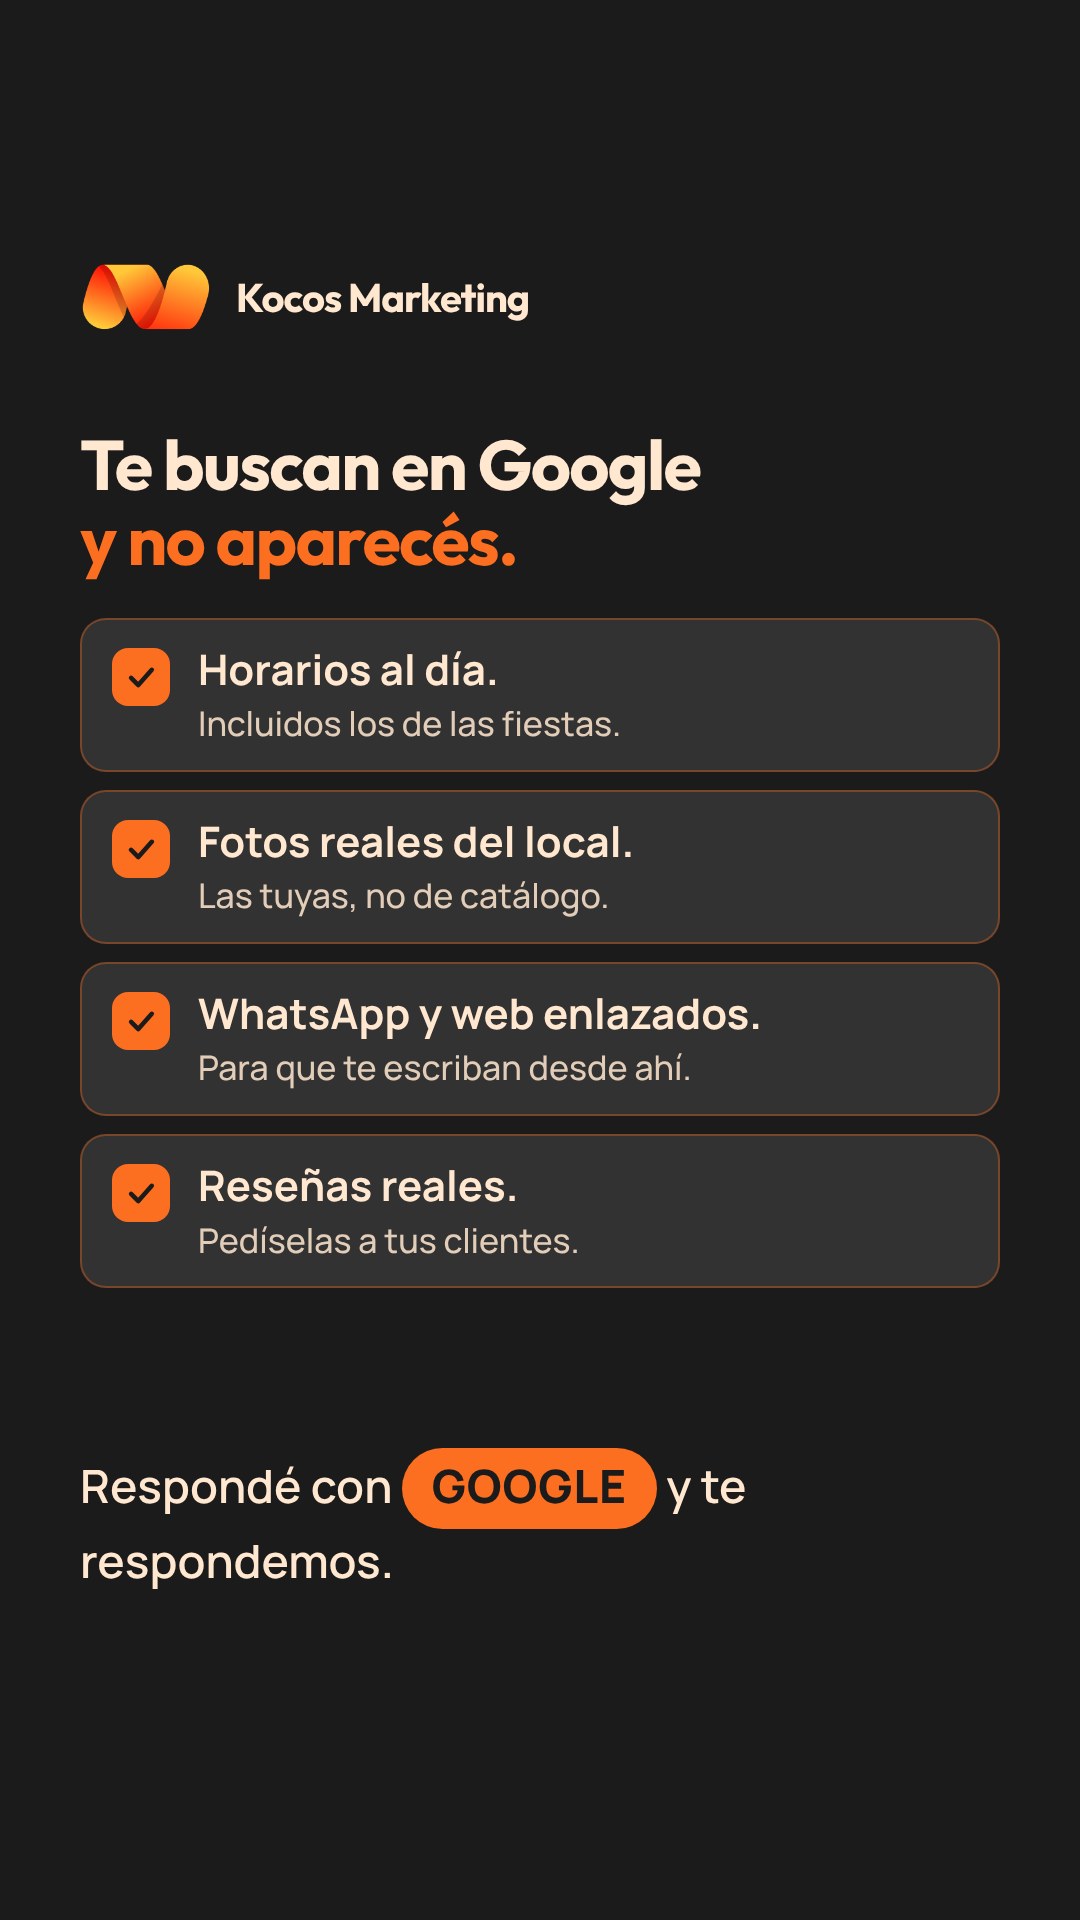 Kocos Marketing
Te buscan en Google
y no aparecés.
Horarios al día.
Incluidos los de las fiestas.
Fotos reales del local.
Las tuyas, no de catálogo.
WhatsApp y web enlazados.
Para que te escriban desde ahí.
Reseñas reales.
Pedíselas a tus clientes.
Respondé con GOOGLE y te
respondemos.